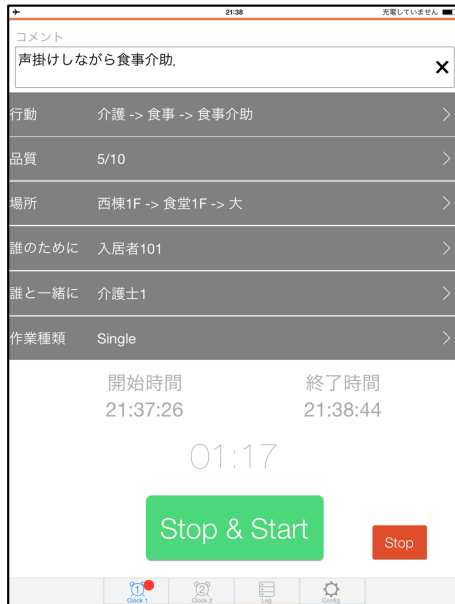 21:38 充電していません
コメント
声掛けしながら食事介助.
行動 介護 -> 食事 -> 食事介助
品質 5/10
場所 西棟1F -> 食堂1F -> 大
誰のために 入居者101
誰と一緒に 介護士1
作業種類 Single
開始時間 終了時間
21:37:26 21:38:44
01:17
Stop & Start
Stop
1 2
Clock 1 Clock 2 Log Config